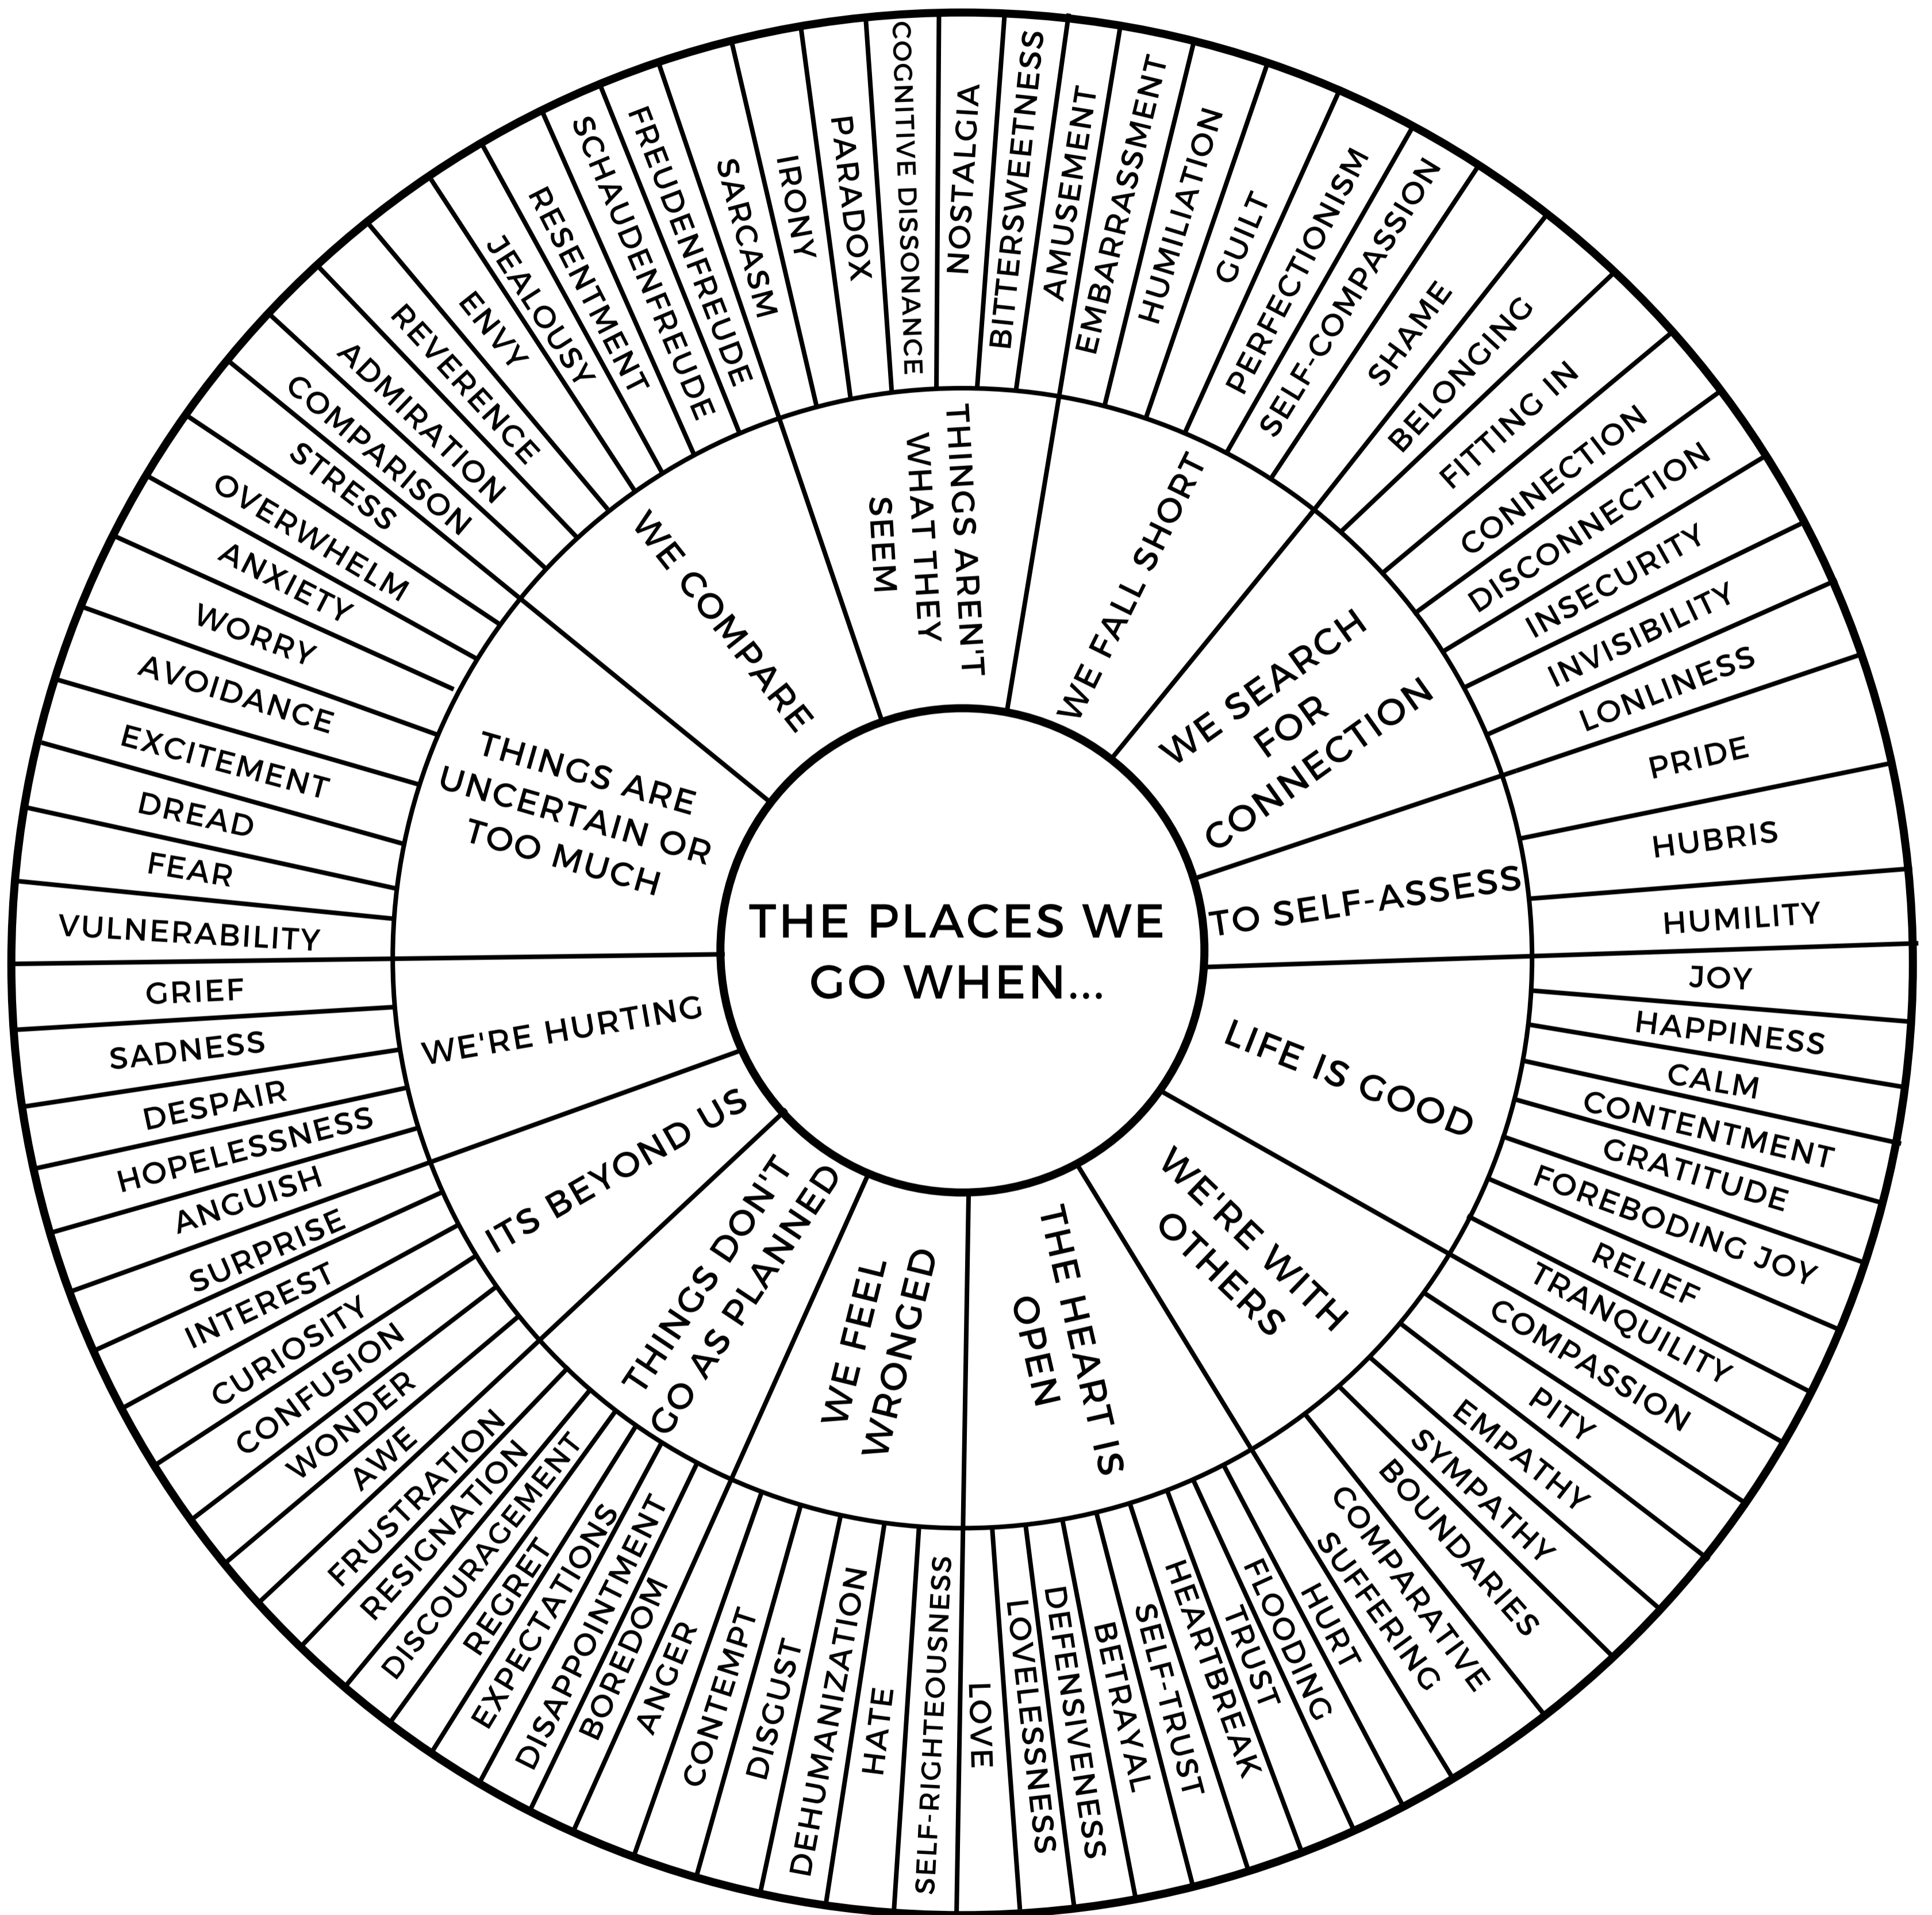 THE PLACES WE
GO WHEN...
THINGS AREN'T
WHAT THEY
SEEM
SARCASM
IRONY
PARADOX
COGNITIVE DISSONANCE
NOSTALGIA
BITTERSWEETNESS
AMUSEMENT
WE FALL SHORT
EMBARRASSMENT
HUMILIATION
GUILT
PERFECTIONISM
SELF-COMPASSION
SHAME
WE SEARCH
FOR
CONNECTION
BELONGING
FITTING IN
CONNECTION
DISCONNECTION
INSECURITY
INVISIBILITY
LONLINESS
TO SELF-ASSESS
PRIDE
HUBRIS
HUMILITY
LIFE IS GOOD
JOY
HAPPINESS
CALM
CONTENTMENT
GRATITUDE
FOREBODING JOY
RELIEF
TRANQUILITY
WE'RE WITH
OTHERS
COMPASSION
PITY
EMPATHY
SYMPATHY
BOUNDARIES
COMPARATIVE
SUFFERING
THE HEART IS
OPEN
HURT
FLOODING
TRUST
HEARTBREAK
SELF-TRUST
BETRAYAL
DEFENSIVENESS
LOVELESSNESS
LOVE
WE FEEL
WRONGED
SELF-RIGHTEOUSNESS
HATE
DEHUMANIZATION
DISGUST
CONTEMPT
ANGER
THINGS DON'T
GO AS PLANNED
BOREDOM
DISAPPOINTMENT
EXPECTATIONS
REGRET
DISCOURAGEMENT
RESIGNATION
FRUSTRATION
ITS BEYOND US
AWE
WONDER
CONFUSION
CURIOSITY
INTEREST
SURPRISE
WE'RE HURTING
ANGUISH
HOPELESSNESS
DESPAIR
SADNESS
GRIEF
THINGS ARE
UNCERTAIN OR
TOO MUCH
VULNERABILITY
FEAR
DREAD
EXCITEMENT
AVOIDANCE
WORRY
ANXIETY
OVERWHELM
STRESS
WE COMPARE
COMPARISON
ADMIRATION
REVERENCE
ENVY
JEALOUSY
RESENTMENT
SCHAUDENFREUDE
FREUDENFREUDE